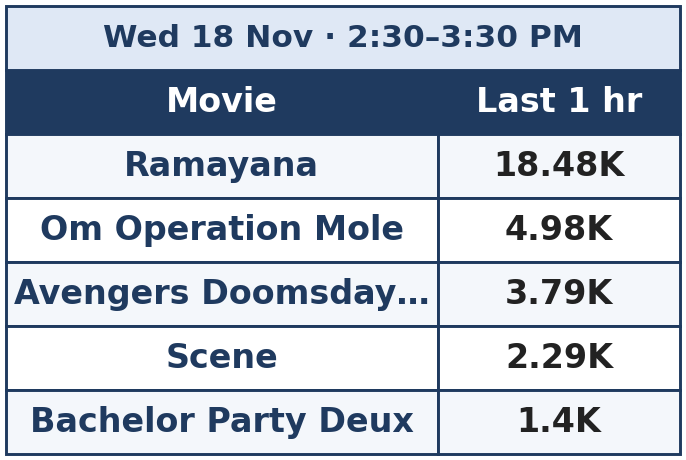 Wed 18 Nov · 2:30–3:30 PM
Movie Last 1 hr
Ramayana 18.48K
Om Operation Mole 4.98K
Avengers Doomsday... 3.79K
Scene 2.29K
Bachelor Party Deux 1.4K